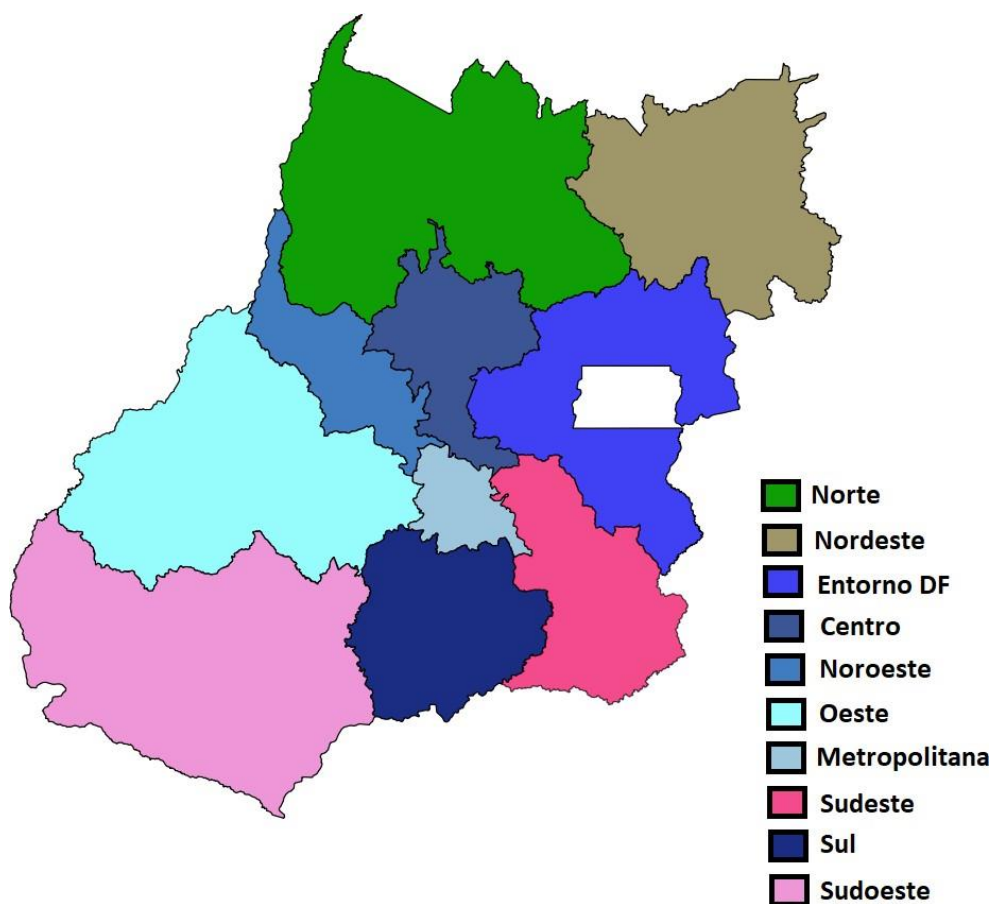 Norte
Nordeste
Entorno DF
Centro
Noroeste
Oeste
Metropolitana
Sudeste
Sul
Sudoeste